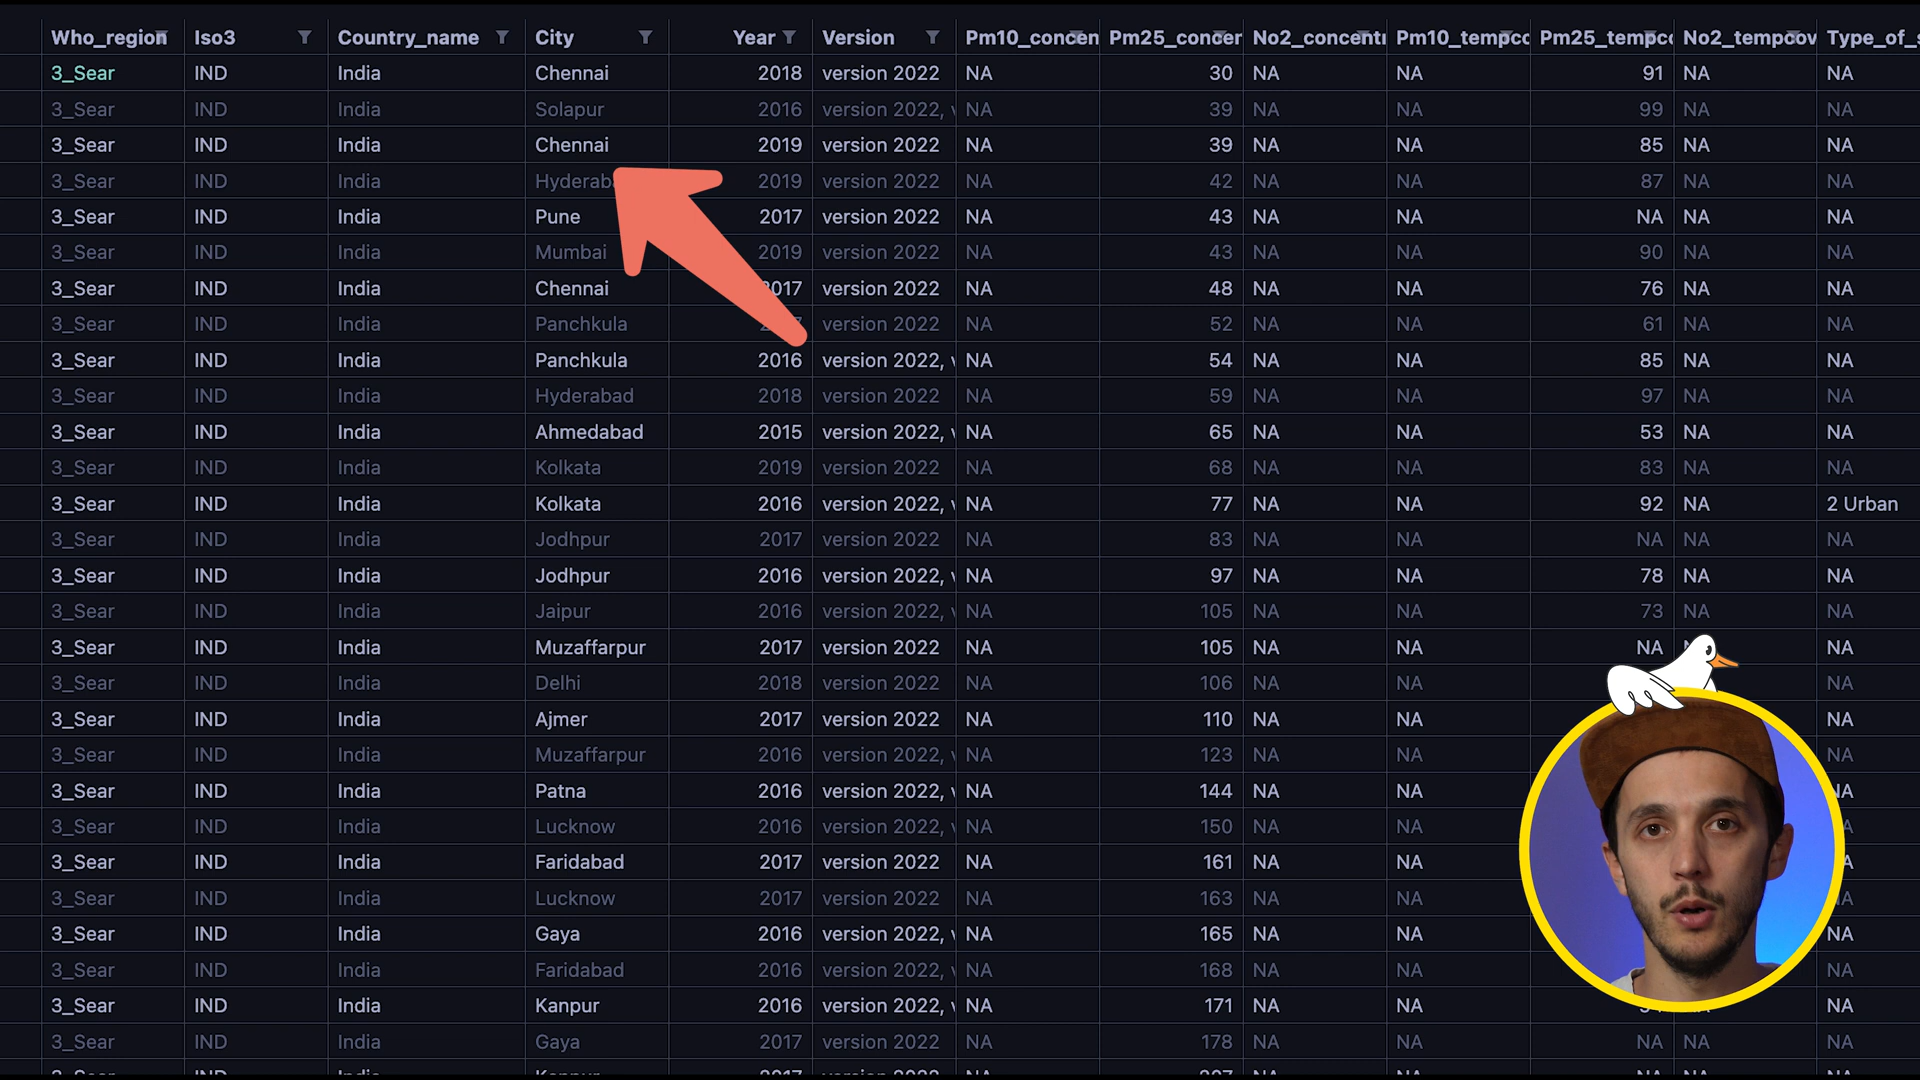 Who_region Iso3 Country_name City Year Version Pm10_concen Pm25_concer No2_concentr Pm10_tempco Pm25_tempco No2_tempcov Type_of_s
3_Sear IND India Chennai 2018 version 2022 NA 30 NA NA 91 NA NA
3_Sear IND India Solapur 2016 version 2022, v NA 39 NA NA 99 NA NA
3_Sear IND India Chennai 2019 version 2022 NA 39 NA NA 85 NA NA
3_Sear IND India Hyderab 2019 version 2022 NA 42 NA NA 87 NA NA
3_Sear IND India Pune 2017 version 2022 NA 43 NA NA NA NA NA
3_Sear IND India Mumbai 2019 version 2022 NA 43 NA NA 90 NA NA
3_Sear IND India Chennai 2017 version 2022 NA 48 NA NA 76 NA NA
3_Sear IND India Panchkula version 2022 NA 52 NA NA 61 NA NA
3_Sear IND India Panchkula 2016 version 2022, v NA 54 NA NA 85 NA NA
3_Sear IND India Hyderabad 2018 version 2022 NA 59 NA NA 97 NA NA
3_Sear IND India Ahmedabad 2015 version 2022, v NA 65 NA NA 53 NA NA
3_Sear IND India Kolkata 2019 version 2022 NA 68 NA NA 83 NA NA
3_Sear IND India Kolkata 2016 version 2022, v NA 77 NA NA 92 NA 2 Urban
3_Sear IND India Jodhpur 2017 version 2022 NA 83 NA NA NA NA NA
3_Sear IND India Jodhpur 2016 version 2022, v NA 97 NA NA 78 NA NA
3_Sear IND India Jaipur 2016 version 2022, v NA 105 NA NA 73 NA NA
3_Sear IND India Muzaffarpur 2017 version 2022 NA 105 NA NA NA NA
3_Sear IND India Delhi 2018 version 2022 NA 106 NA NA NA
3_Sear IND India Ajmer 2017 version 2022 NA 110 NA NA NA
3_Sear IND India Muzaffarpur 2016 version 2022, v NA 123 NA NA NA
3_Sear IND India Patna 2016 version 2022, v NA 144 NA NA NA
3_Sear IND India Lucknow 2016 version 2022, v NA 150 NA NA
3_Sear IND India Faridabad 2017 version 2022 NA 161 NA NA
3_Sear IND India Lucknow 2017 version 2022 NA 163 NA NA NA
3_Sear IND India Gaya 2016 version 2022, v NA 165 NA NA NA
3_Sear IND India Faridabad 2016 version 2022, v NA 168 NA NA NA
3_Sear IND India Kanpur 2016 version 2022, v NA 171 NA NA NA
3_Sear IND India Gaya 2017 version 2022 NA 178 NA NA NA NA NA